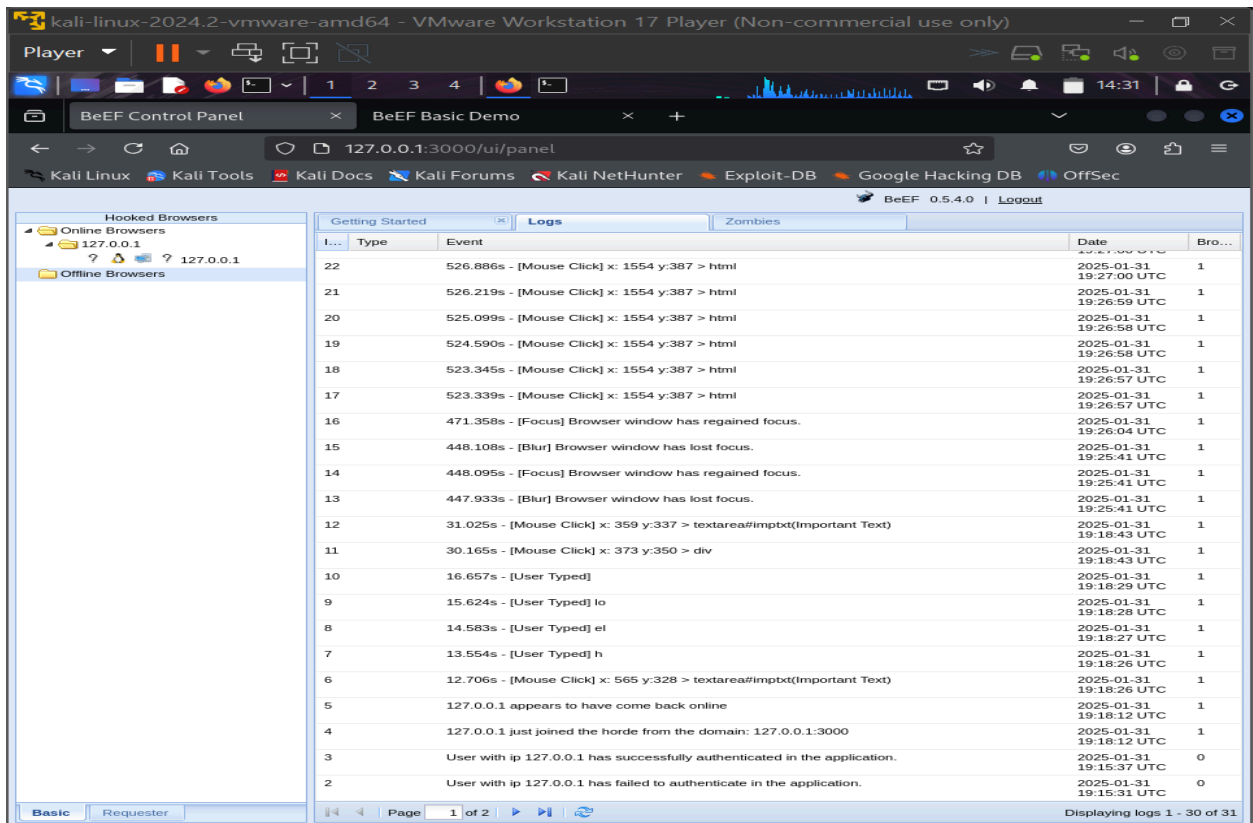 kali-linux-2024.2-vmware-amd64 - VMware Workstation 17 Player (Non-commercial use only)
Player
1 2 3 4 14:31
BeEF Control Panel BeEF Basic Demo
127.0.0.1:3000/ui/panel
Kali Linux Kali Tools Kali Docs Kali Forums Kali NetHunter Exploit-DB Google Hacking DB OffSec
BeEF 0.5.4.0 | Logout
Hooked Browsers
Online Browsers
127.0.0.1
? ? 127.0.0.1
Offline Browsers
Getting Started Logs Zombies
I... Type Event Date Bro...
19:27:00 UTC
22 526.886s - [Mouse Click] x: 1554 y:387 > html 2025-01-31 1
19:27:00 UTC
21 526.219s - [Mouse Click] x: 1554 y:387 > html 2025-01-31 1
19:26:59 UTC
20 525.099s - [Mouse Click] x: 1554 y:387 > html 2025-01-31 1
19:26:58 UTC
19 524.590s - [Mouse Click] x: 1554 y:387 > html 2025-01-31 1
19:26:58 UTC
18 523.345s - [Mouse Click] x: 1554 y:387 > html 2025-01-31 1
19:26:57 UTC
17 523.339s - [Mouse Click] x: 1554 y:387 > html 2025-01-31 1
19:26:57 UTC
16 471.358s - [Focus] Browser window has regained focus. 2025-01-31 1
19:26:04 UTC
15 448.108s - [Blur] Browser window has lost focus. 2025-01-31 1
19:25:41 UTC
14 448.095s - [Focus] Browser window has regained focus. 2025-01-31 1
19:25:41 UTC
13 447.933s - [Blur] Browser window has lost focus. 2025-01-31 1
19:25:41 UTC
12 31.025s - [Mouse Click] x: 359 y:337 > textarea#imptxt(Important Text) 2025-01-31 1
19:18:43 UTC
11 30.165s - [Mouse Click] x: 373 y:350 > div 2025-01-31 1
19:18:43 UTC
10 16.657s - [User Typed] 2025-01-31 1
19:18:29 UTC
9 15.624s - [User Typed] lo 2025-01-31 1
19:18:28 UTC
8 14.583s - [User Typed] el 2025-01-31 1
19:18:27 UTC
7 13.554s - [User Typed] h 2025-01-31 1
19:18:26 UTC
6 12.706s - [Mouse Click] x: 565 y:328 > textarea#imptxt(Important Text) 2025-01-31 1
19:18:26 UTC
5 127.0.0.1 appears to have come back online 2025-01-31 1
19:18:12 UTC
4 127.0.0.1 just joined the horde from the domain: 127.0.0.1:3000 2025-01-31 1
19:18:12 UTC
3 User with ip 127.0.0.1 has successfully authenticated in the application. 2025-01-31 0
19:15:37 UTC
2 User with ip 127.0.0.1 has failed to authenticate in the application. 2025-01-31 0
19:15:31 UTC
Basic Requester Page 1 of 2 Displaying logs 1 - 30 of 31